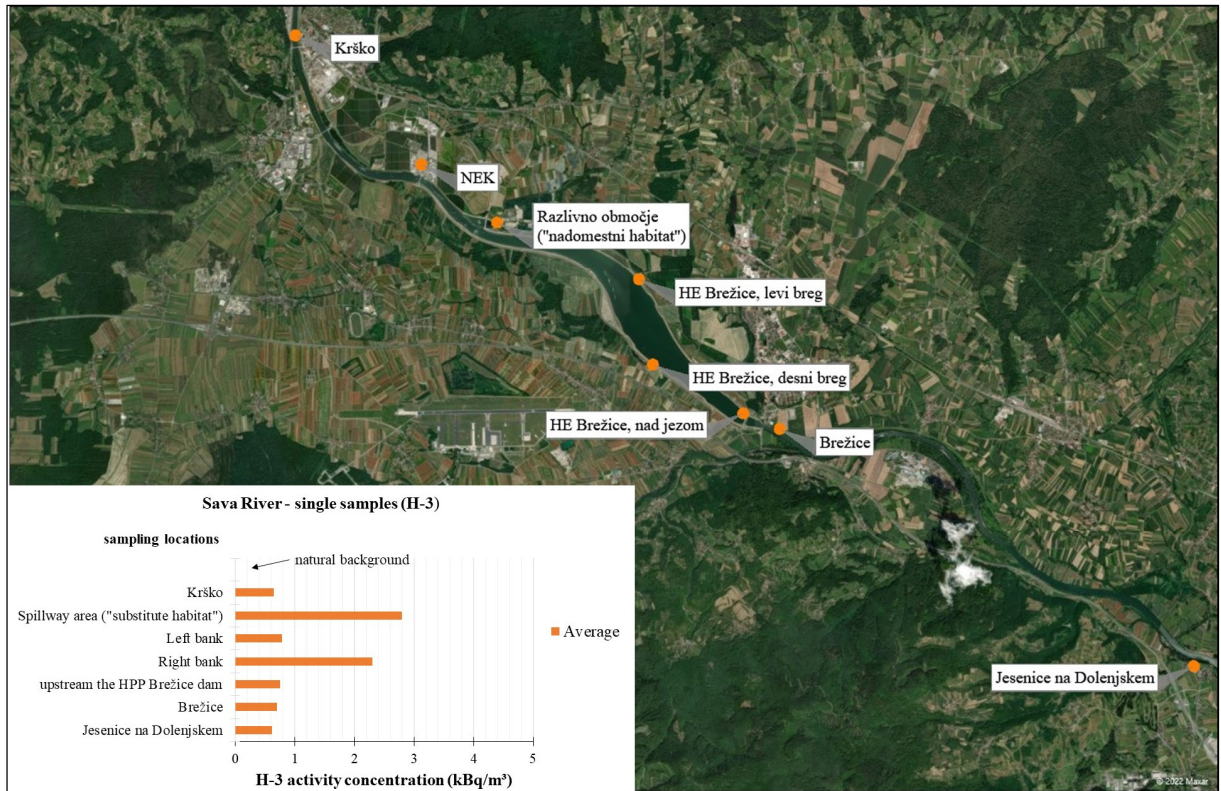 Krško
NEK
Razlivno območje
("nadomestni habitat")
HE Brežice, levi breg
HE Brežice, desni breg
HE Brežice, nad jezom
Brežice
Jesenice na Dolenjskem
Sava River - single samples (H-3)
sampling locations
natural background
Krško
Spillway area ("substitute habitat")
Left bank
Right bank
upstream the HPP Brežice dam
Brežice
Jesenice na Dolenjskem
Average
0 1 2 3 4 5
H-3 activity concentration (kBq/m³)
© 2022 Maxar